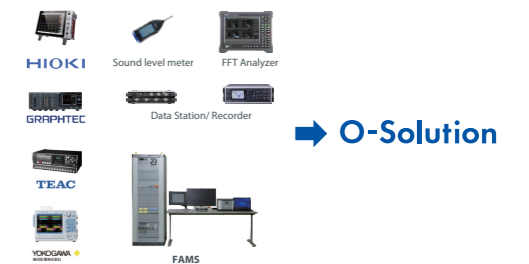 HIOKI
Sound level meter
FFT Analyzer
GRAPHTEC
Data Station/ Recorder
O-Solution
TEAC
YOKOGAWA
FAMS